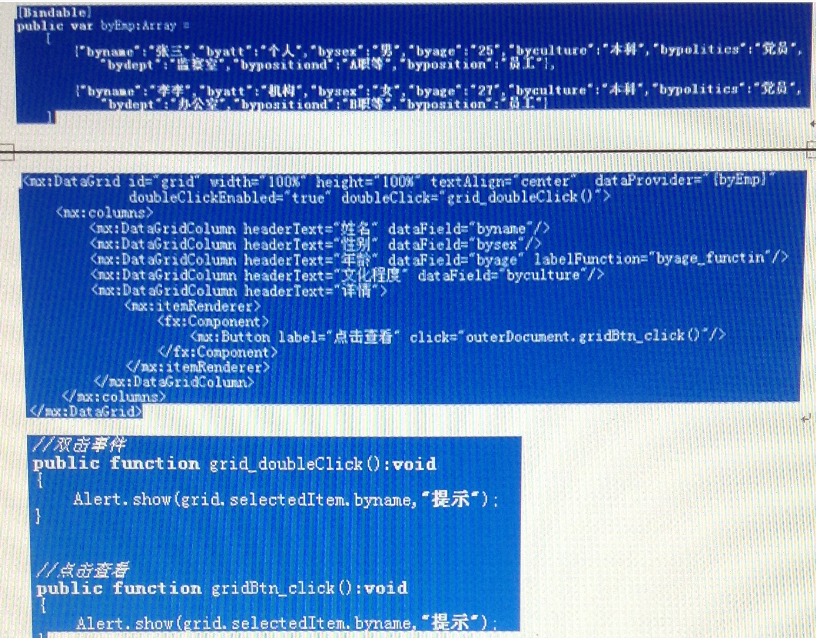 [Bindable]
public var byEmp:Array =
[
{"byname":"张三","byatt":"个人","bysex":"男","byage":"25","byculture":"本科","bypolitics":"党员",
"bydept":"监察室","bypositiond":"A职等","byposition":"员工"},
{"byname":"李李","byatt":"机构","bysex":"女","byage":"27","byculture":"本科","bypolitics":"党员",
"bydept":"办公室","bypositiond":"B职等","byposition":"员工"}
]
<mx:DataGrid id="grid" width="100%" height="100%" textAlign="center" dataProvider="{byEmp}"
doubleClickEnabled="true" doubleClick="grid_doubleClick()">
<mx:columns>
<mx:DataGridColumn headerText="姓名" dataField="byname"/>
<mx:DataGridColumn headerText="性别" dataField="bysex"/>
<mx:DataGridColumn headerText="年龄" dataField="byage" labelFunction="byage_functin"/>
<mx:DataGridColumn headerText="文化程度" dataField="byculture"/>
<mx:DataGridColumn headerText="详情">
<mx:itemRenderer>
<fx:Component>
<mx:Button label="点击查看" click="outerDocument.gridBtn_click()"/>
</fx:Component>
</mx:itemRenderer>
</mx:DataGridColumn>
</mx:columns>
</mx:DataGrid>
//双击事件
public function grid_doubleClick():void
{
Alert.show(grid.selectedItem.byname,"提示");
}
//点击查看
public function gridBtn_click():void
{
Alert.show(grid.selectedItem.byname,"提示");